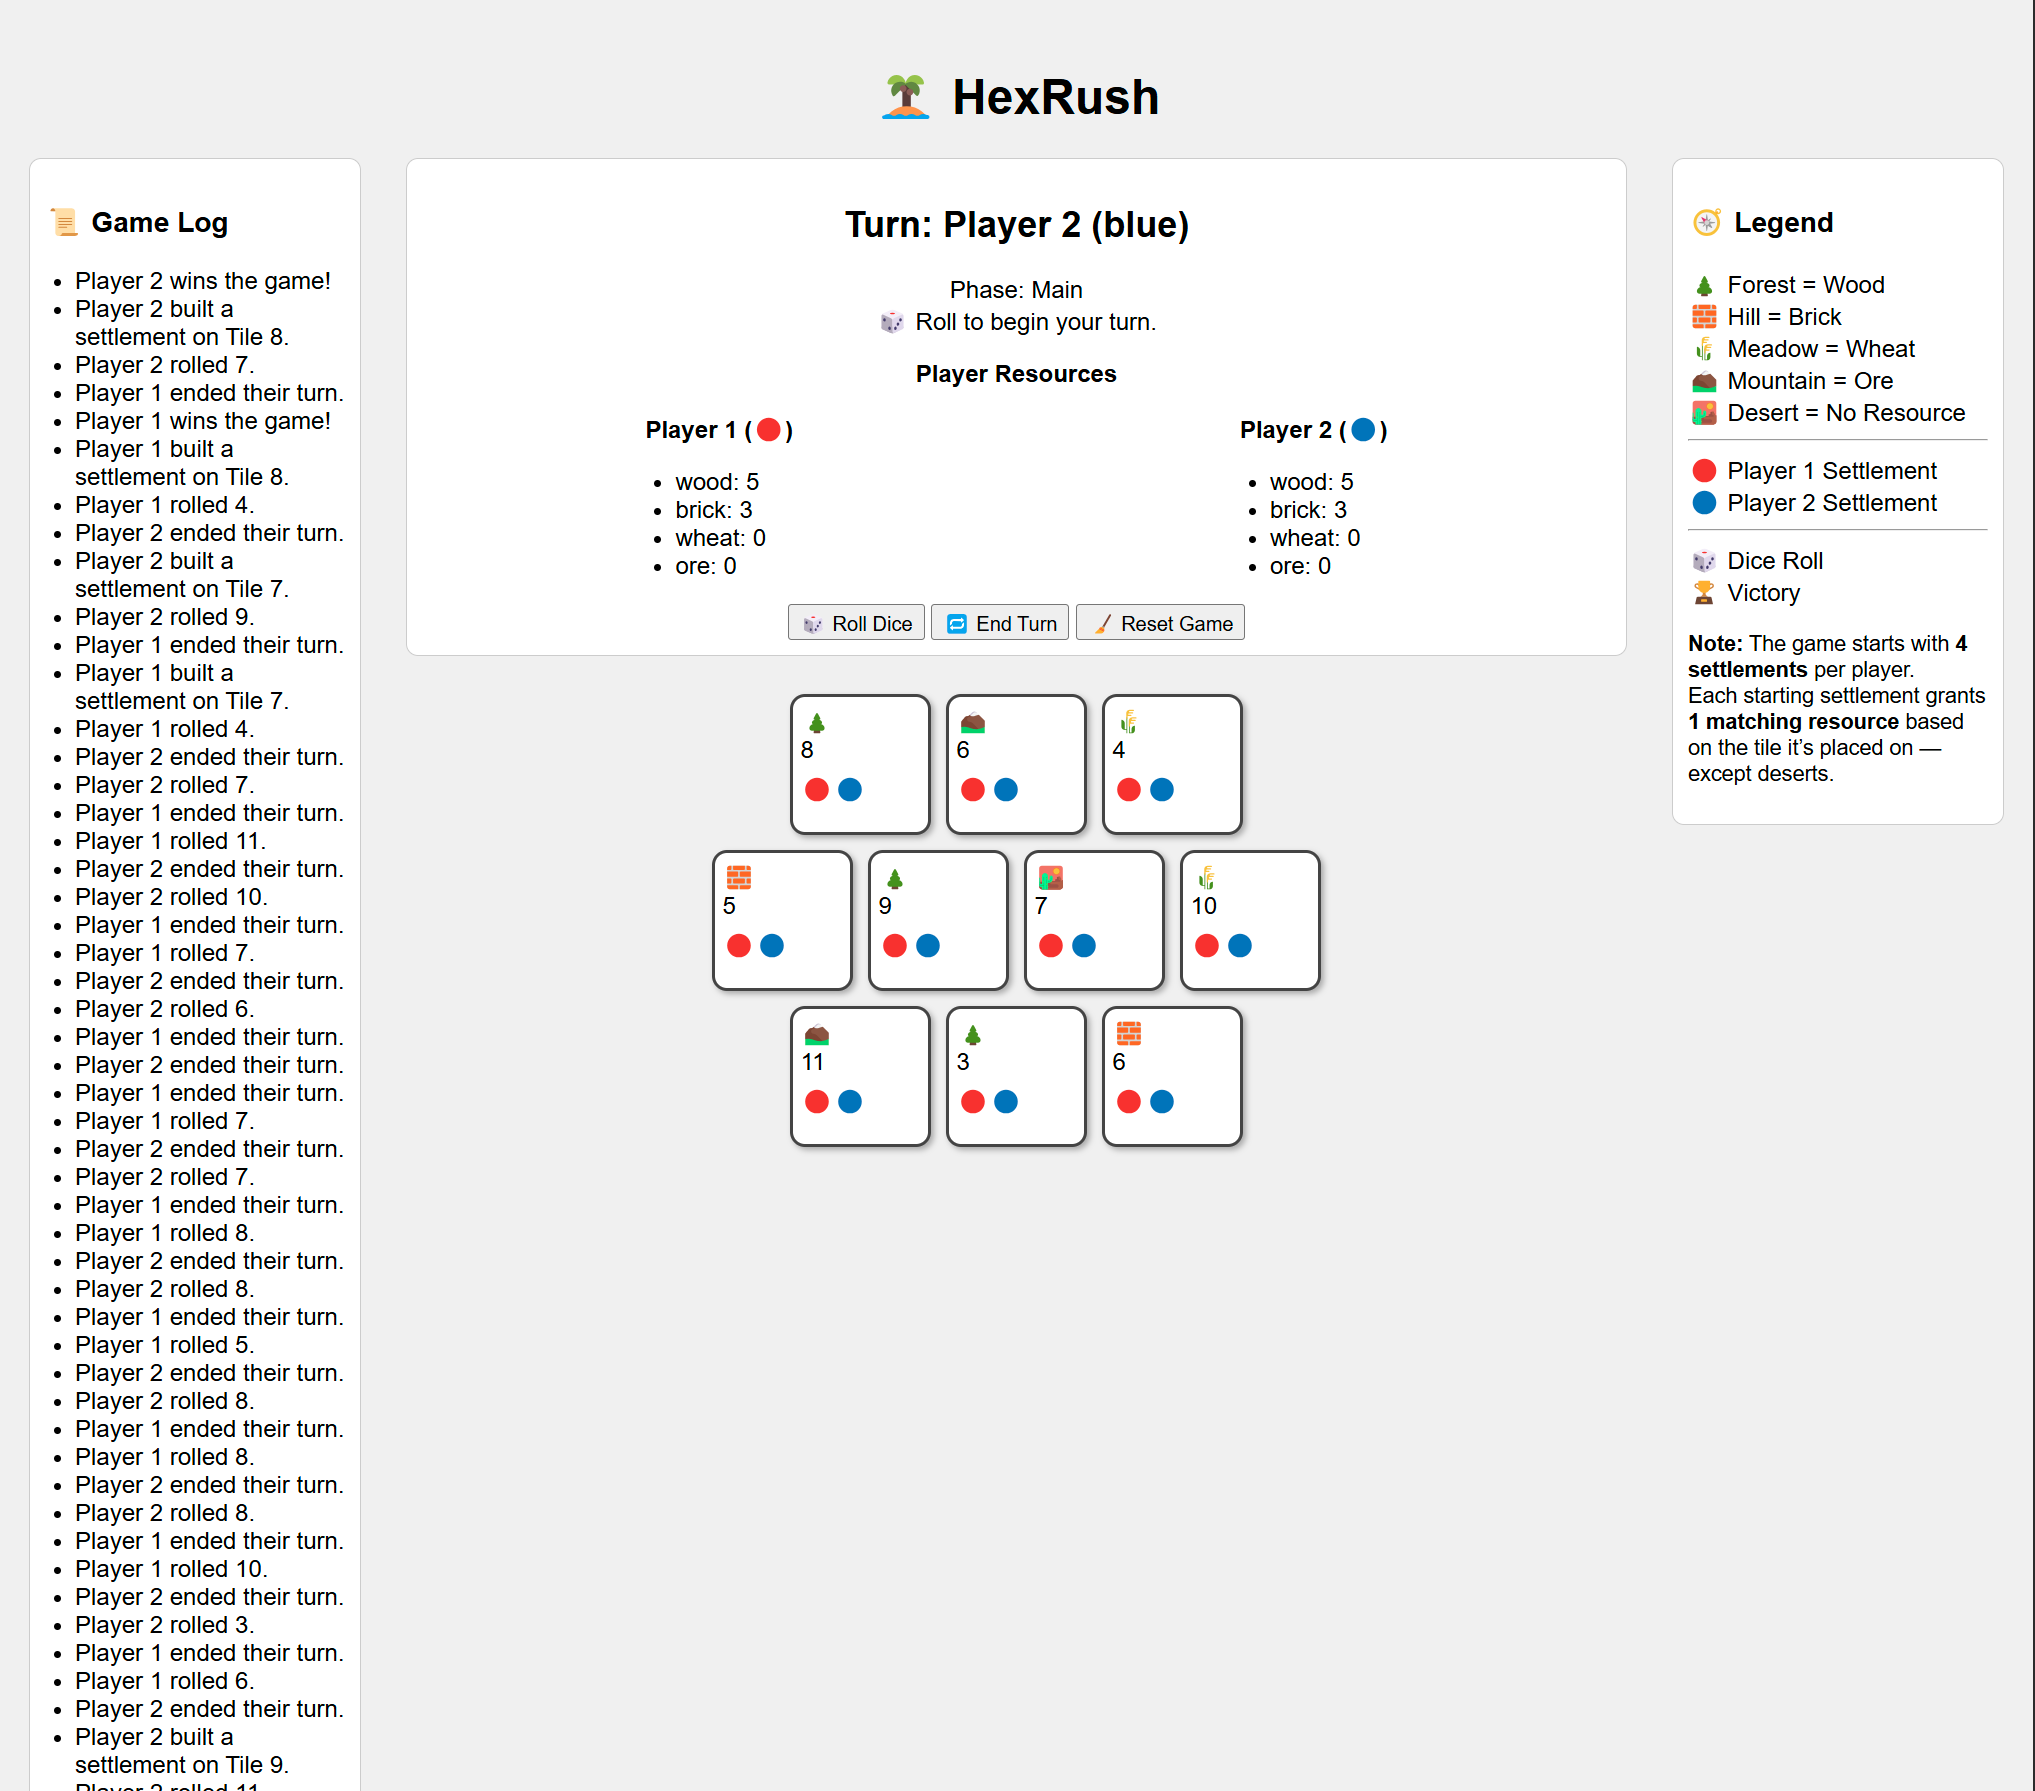 HexRush
Game Log
Player 2 wins the game!
Player 2 built a
settlement on Tile 8.
Player 2 rolled 7.
Player 1 ended their turn.
Player 1 wins the game!
Player 1 built a
settlement on Tile 8.
Player 1 rolled 4.
Player 2 ended their turn.
Player 2 built a
settlement on Tile 7.
Player 2 rolled 9.
Player 1 ended their turn.
Player 1 built a
settlement on Tile 7.
Player 1 rolled 4.
Player 2 ended their turn.
Player 2 rolled 7.
Player 1 ended their turn.
Player 1 rolled 11.
Player 2 ended their turn.
Player 2 rolled 10.
Player 1 ended their turn.
Player 1 rolled 7.
Player 2 ended their turn.
Player 2 rolled 6.
Player 1 ended their turn.
Player 2 ended their turn.
Player 1 ended their turn.
Player 1 rolled 7.
Player 2 ended their turn.
Player 2 rolled 7.
Player 1 ended their turn.
Player 1 rolled 8.
Player 2 ended their turn.
Player 2 rolled 8.
Player 1 ended their turn.
Player 1 rolled 5.
Player 2 ended their turn.
Player 2 rolled 8.
Player 1 ended their turn.
Player 1 rolled 8.
Player 2 ended their turn.
Player 2 rolled 8.
Player 1 ended their turn.
Player 1 rolled 10.
Player 2 ended their turn.
Player 2 rolled 3.
Player 1 ended their turn.
Player 1 rolled 6.
Player 2 ended their turn.
Player 2 built a
settlement on Tile 9.
Player 2 rolled 11.
Turn: Player 2 (blue)
Phase: Main
Roll to begin your turn.
Player Resources
Player 1 ( )
wood: 5
brick: 3
wheat: 0
ore: 0
Player 2 ( )
wood: 5
brick: 3
wheat: 0
ore: 0
Roll Dice End Turn Reset Game
8 6 4
5 9 7 10
11 3 6
Legend
Forest = Wood
Hill = Brick
Meadow = Wheat
Mountain = Ore
Desert = No Resource
Player 1 Settlement
Player 2 Settlement
Dice Roll
Victory
Note: The game starts with 4
settlements per player.
Each starting settlement grants
1 matching resource based
on the tile it’s placed on —
except deserts.